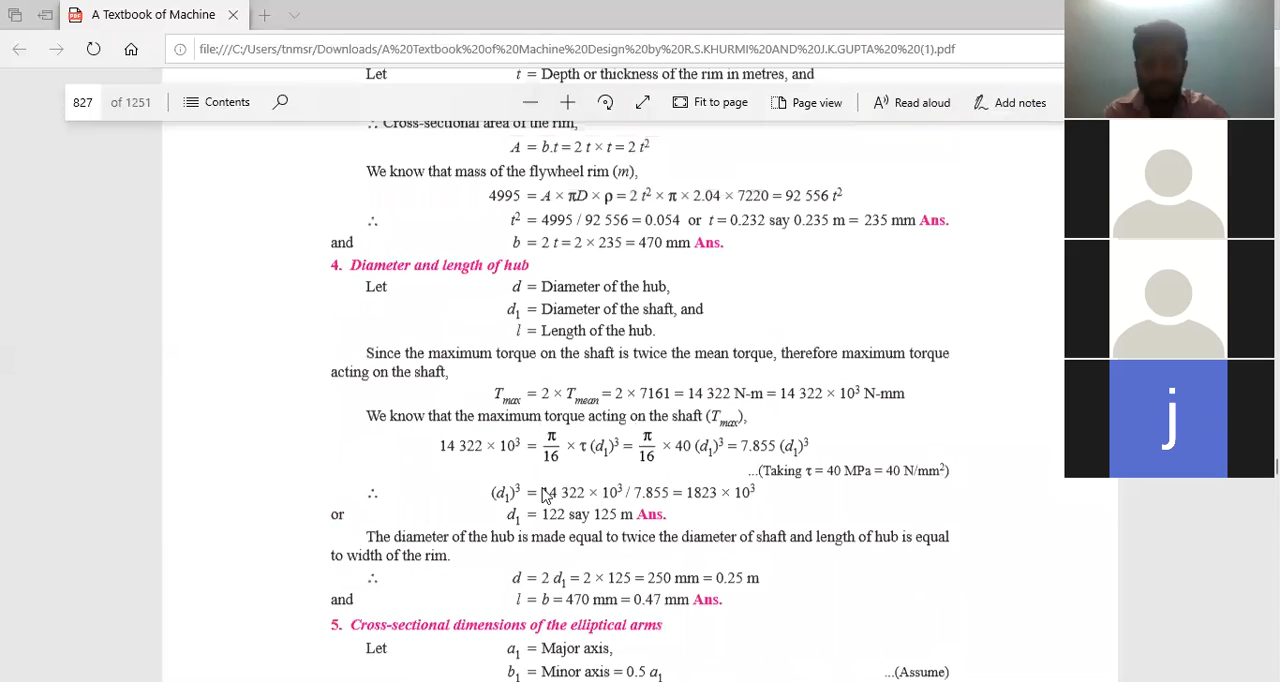 A Textbook of Machine
file:///C:/Users/tnmsr/Downloads/A%20Textbook%20of%20Machine%20Design%20by%20R.S.KHURMI%20AND%20J.K.GUPTA%20%20(1).pdf
Let t = Depth or thickness of the rim in metres, and
827 of 1251 Contents Fit to page Page view Read aloud Add notes
∴ Cross-sectional area of the rim,
A = b.t = 2 t × t = 2 t²
We know that mass of the flywheel rim (m),
4995 = A × πD × ρ = 2 t² × π × 2.04 × 7220 = 92 556 t²
∴ t² = 4995 / 92 556 = 0.054 or t = 0.232 say 0.235 m = 235 mm Ans.
and b = 2 t = 2 × 235 = 470 mm Ans.
4. Diameter and length of hub
Let d = Diameter of the hub,
d₁ = Diameter of the shaft, and
l = Length of the hub.
Since the maximum torque on the shaft is twice the mean torque, therefore maximum torque
acting on the shaft,
Tmax = 2 × Tmean = 2 × 7161 = 14 322 N-m = 14 322 × 10³ N-mm
We know that the maximum torque acting on the shaft (Tmax),
14 322 × 10³ = π/16 × τ (d₁)³ = π/16 × 40 (d₁)³ = 7.855 (d₁)³
...(Taking τ = 40 MPa = 40 N/mm²)
∴ (d₁)³ = 14 322 × 10³ / 7.855 = 1823 × 10³
or d₁ = 122 say 125 m Ans.
The diameter of the hub is made equal to twice the diameter of shaft and length of hub is equal
to width of the rim.
∴ d = 2 d₁ = 2 × 125 = 250 mm = 0.25 m
and l = b = 470 mm = 0.47 mm Ans.
5. Cross-sectional dimensions of the elliptical arms
Let a₁ = Major axis,
b₁ = Minor axis = 0.5 a₁ ...(Assume)
j